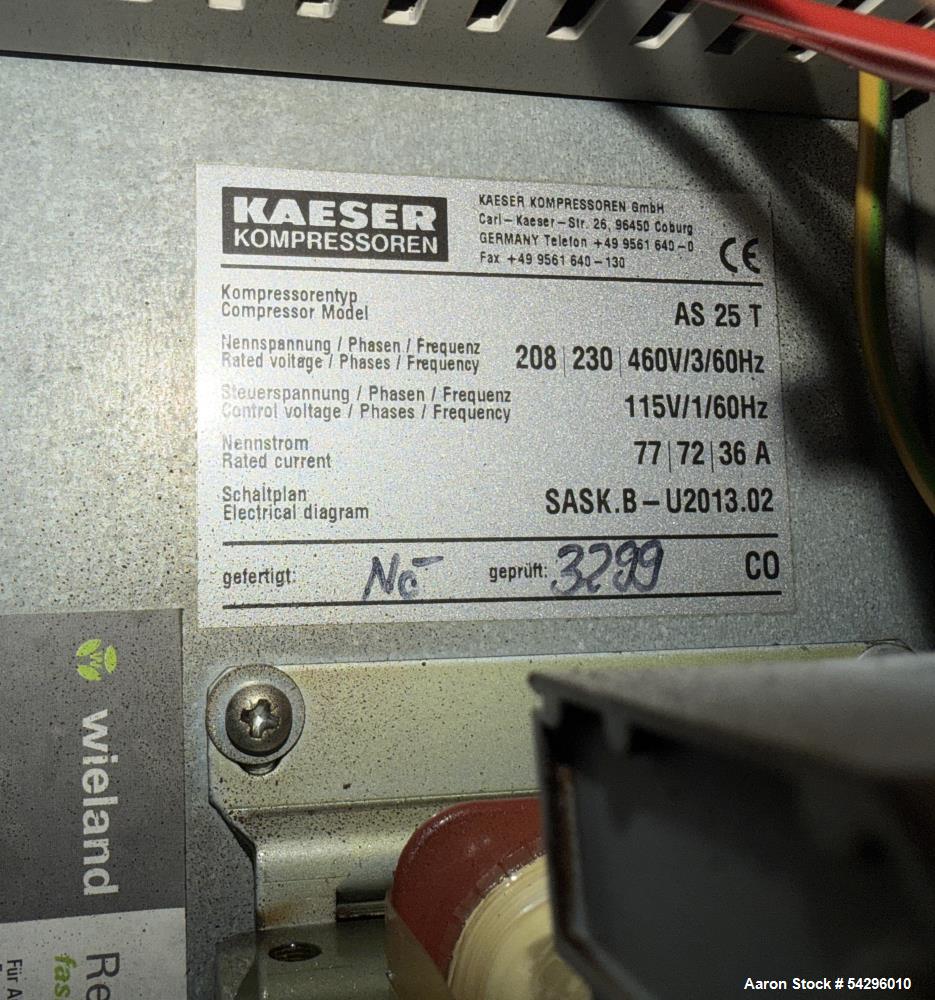 KAESER
KOMPRESSOREN
KAESER KOMPRESSOREN GmbH
Carl-Kaeser-Str. 26, 96450 Coburg
GERMANY Telefon +49 9561 640-0
Fax +49 9561 640-130
CE
Kompressorentyp
Compressor Model
AS 25 T
Nennspannung / Phasen / Frequenz
Rated voltage / Phases / Frequency
208 | 230 | 460V/3/60Hz
Steuerspannung / Phasen / Frequenz
Control voltage / Phases / Frequency
115V/1/60Hz
Nennstrom
Rated current
77 | 72 | 36 A
Schaltplan
Electrical diagram
SASK.B-U2013.02
gefertigt:
geprüft: 3299
CO
wieland
Für
Aaron Stock # 54296010